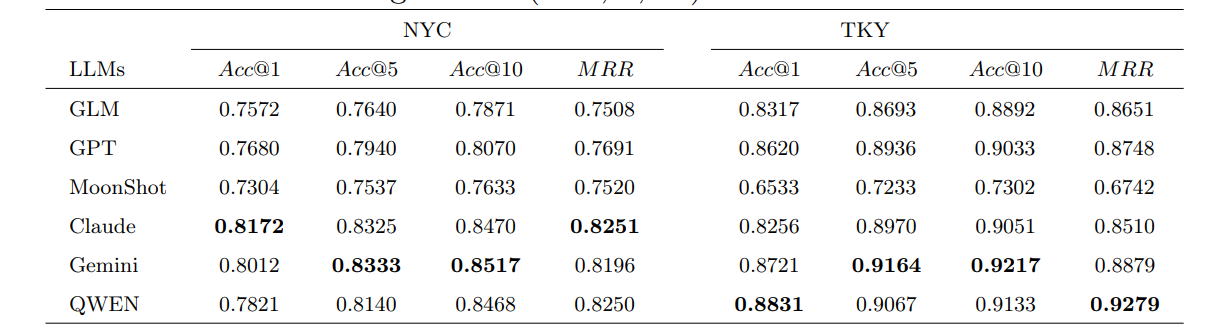 NYC TKY
LLMs Acc@1 Acc@5 Acc@10 MRR Acc@1 Acc@5 Acc@10 MRR
GLM 0.7572 0.7640 0.7871 0.7508 0.8317 0.8693 0.8892 0.8651
GPT 0.7680 0.7940 0.8070 0.7691 0.8620 0.8936 0.9033 0.8748
MoonShot 0.7304 0.7537 0.7633 0.7520 0.6533 0.7233 0.7302 0.6742
Claude 0.8172 0.8325 0.8470 0.8251 0.8256 0.8970 0.9051 0.8510
Gemini 0.8012 0.8333 0.8517 0.8196 0.8721 0.9164 0.9217 0.8879
QWEN 0.7821 0.8140 0.8468 0.8250 0.8831 0.9067 0.9133 0.9279